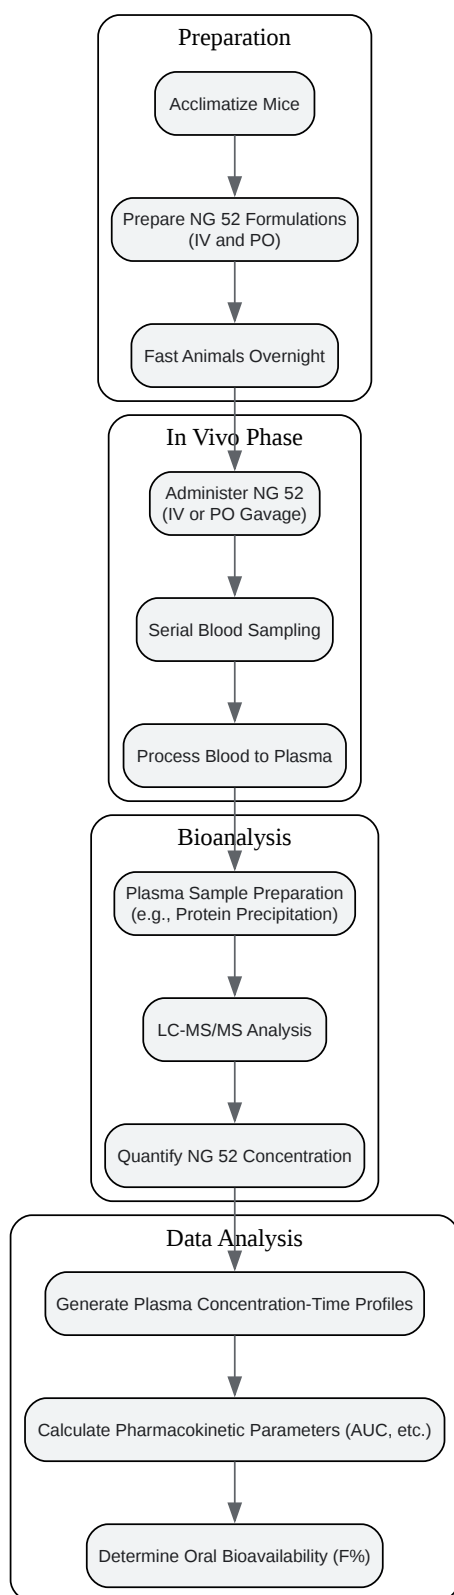 Preparation
Acclimatize Mice
Prepare NG 52 Formulations
(IV and PO)
Fast Animals Overnight
In Vivo Phase
Administer NG 52
(IV or PO Gavage)
Serial Blood Sampling
Process Blood to Plasma
Bioanalysis
Plasma Sample Preparation
(e.g., Protein Precipitation)
LC-MS/MS Analysis
Quantify NG 52 Concentration
Data Analysis
Generate Plasma Concentration-Time Profiles
Calculate Pharmacokinetic Parameters (AUC, etc.)
Determine Oral Bioavailability (F%)